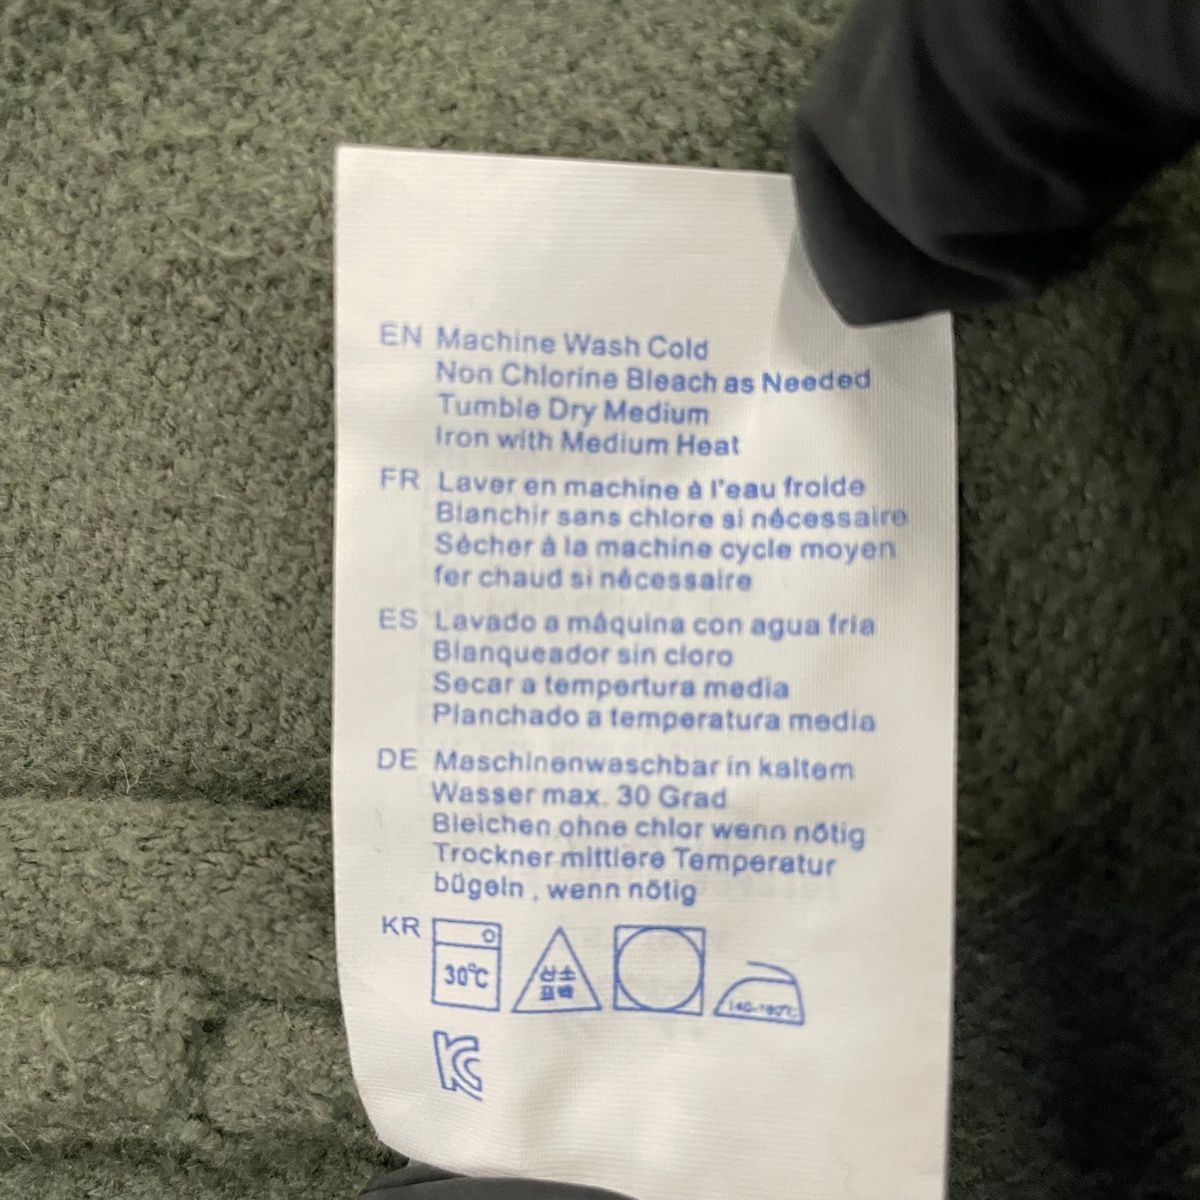 EN Machine Wash Cold
Non Chlorine Bleach as Needed
Tumble Dry Medium
Iron with Medium Heat
FR Laver en machine à l'eau froide
Blanchir sans chlore si nécessaire
Sécher à la machine cycle moyen
fer chaud si nécessaire
ES Lavado a máquina con agua fria
Blanqueador sin cloro
Secar a tempertura media
Planchado a temperatura media
DE Maschinenwaschbar in kaltem
Wasser max. 30 Grad
Bleichen ohne chlor wenn nötig
Trockner mittlere Temperatur
bügeln , wenn nötig
KR 30℃ 산소 140-160℃
표백
KC